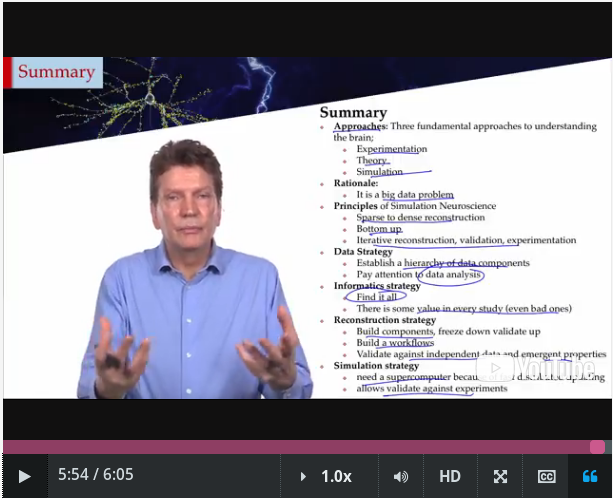 Summary
Summary
Approaches: Three fundamental approaches to understanding
the brain;
Experimentation
Theory
Simulation
Rationale:
It is a big data problem
Principles of Simulation Neuroscience
Sparse to dense reconstruction
Bottom up
Iterative reconstruction, validation, experimentation
Data Strategy
Establish a hierarchy of data components
Pay attention to data analysis
Informatics strategy
Find it all
There is some value in every study (even bad ones)
Reconstruction strategy
Build components, freeze down validate up
Build a workflows
Validate against independent data and emergent properties
Simulation strategy
need a supercomputer because of updating
allows validate against experiments
YouTube
5:54 / 6:05
1.0x
HD
CC